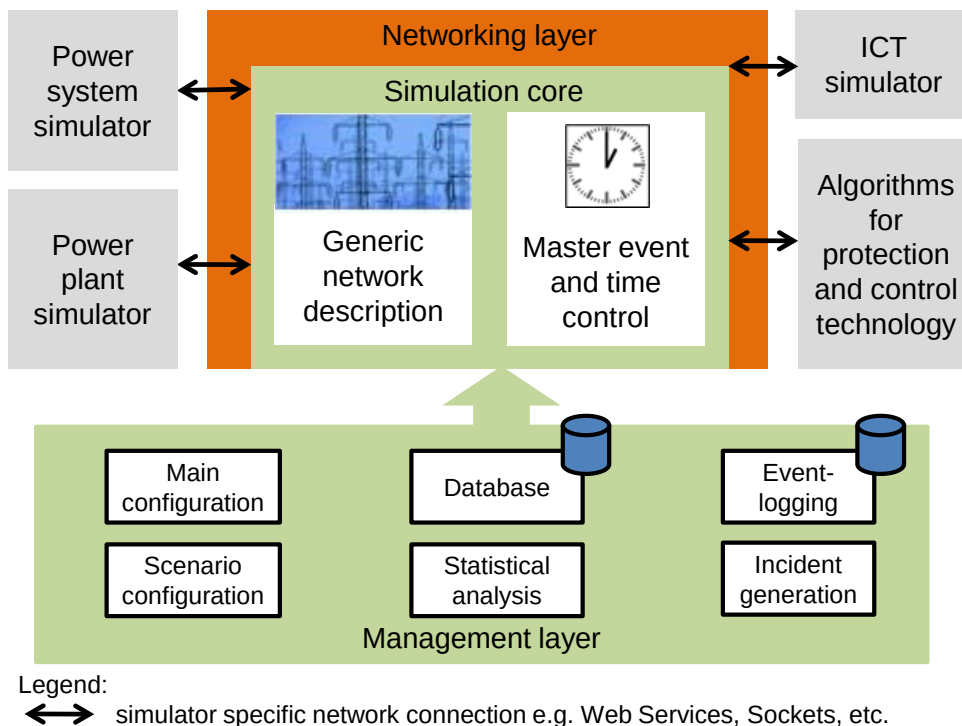 Power
system
simulator
Networking layer
ICT
simulator
Simulation core
Power
plant
simulator
Generic
network
description
Master event
and time
control
Algorithms
for
protection
and control
technology
Main
configuration
Database
Event-
logging
Scenario
configuration
Statistical
analysis
Incident
generation
Management layer
Legend:
simulator specific network connection e.g. Web Services, Sockets, etc.